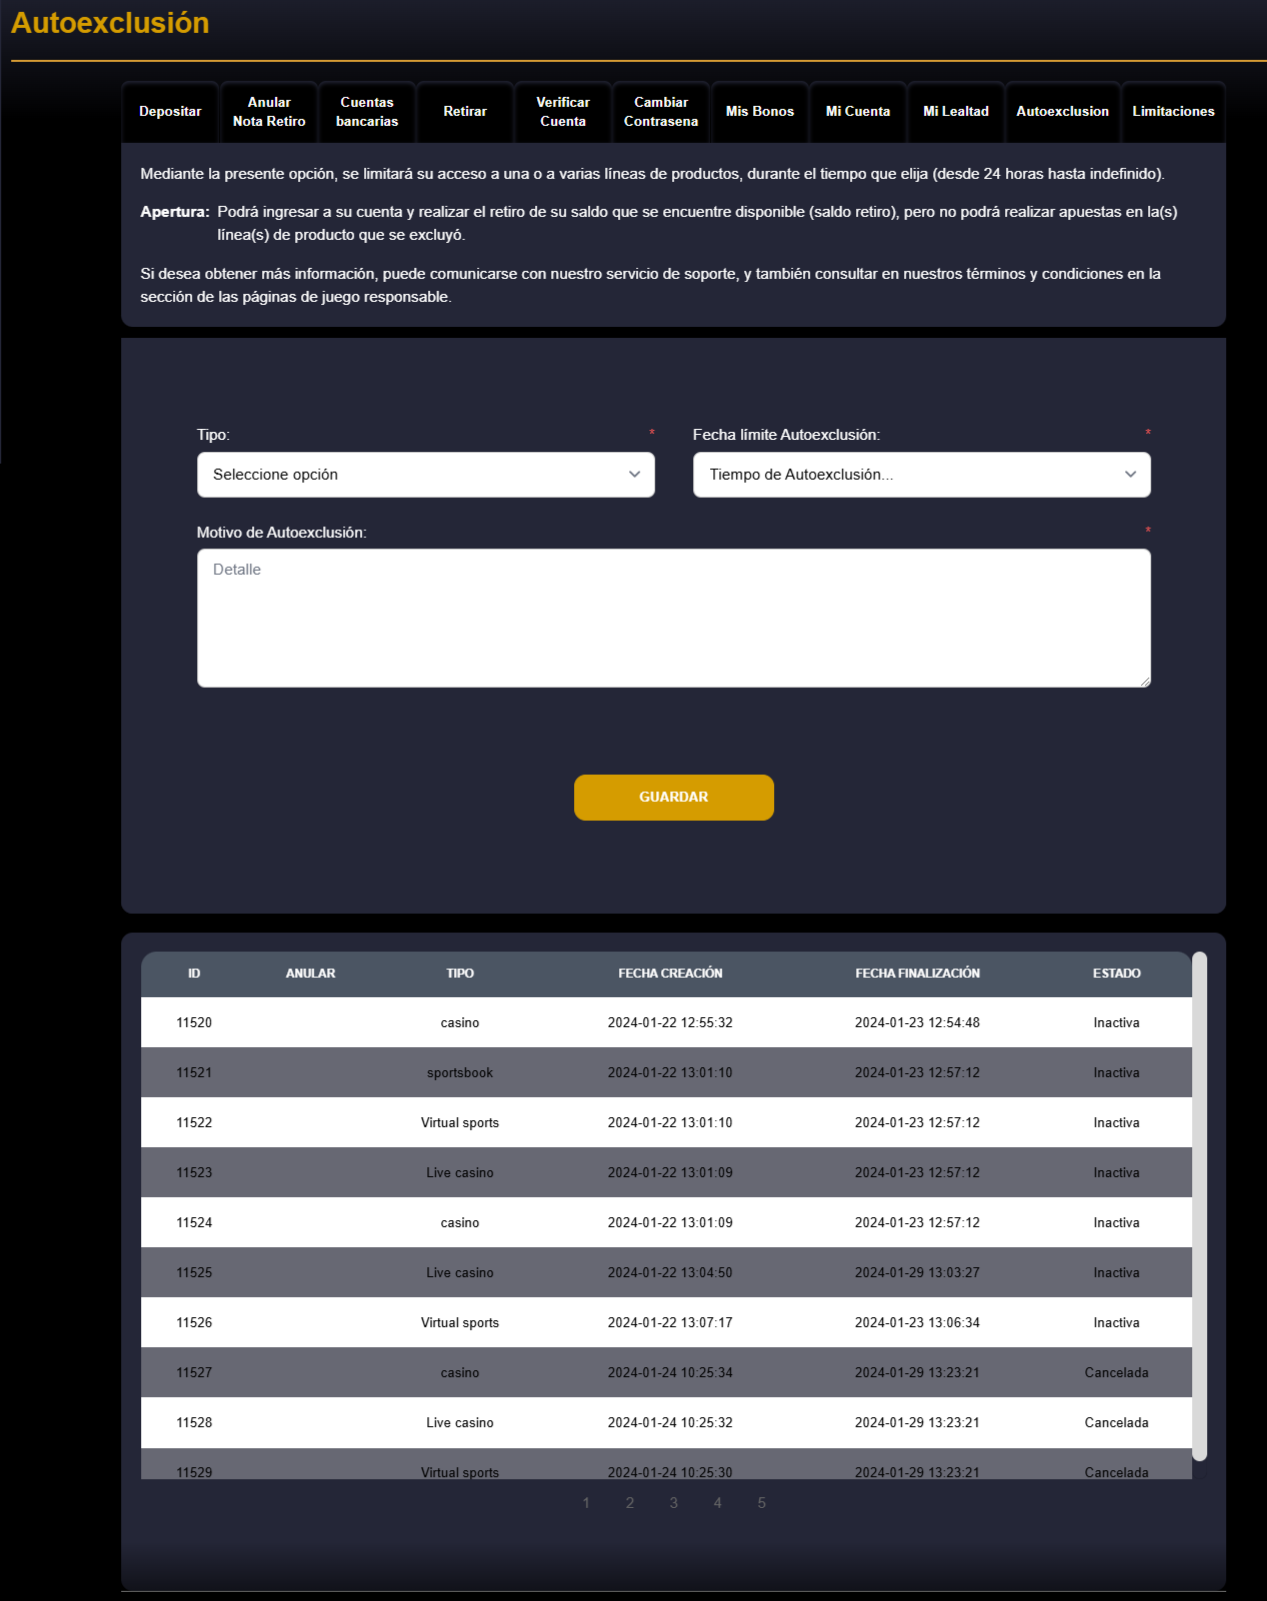 Autoexclusión
Depositar
Anular
Nota Retiro
Cuentas
bancarias
Retirar
Verificar
Cuenta
Cambiar
Contrasena
Mis Bonos
Mi Cuenta
Mi Lealtad
Autoexclusion
Limitaciones
Mediante la presente opción, se limitará su acceso a una o a varias líneas de productos, durante el tiempo que elija (desde 24 horas hasta indefinido).
Apertura: Podrá ingresar a su cuenta y realizar el retiro de su saldo que se encuentre disponible (saldo retiro), pero no podrá realizar apuestas en la(s)
línea(s) de producto que se excluyó.
Si desea obtener más información, puede comunicarse con nuestro servicio de soporte, y también consultar en nuestros términos y condiciones en la
sección de las páginas de juego responsable.
Tipo: * Fecha límite Autoexclusión: *
Seleccione opción Tiempo de Autoexclusión...
Motivo de Autoexclusión: *
Detalle
GUARDAR
ID ANULAR TIPO FECHA CREACIÓN FECHA FINALIZACIÓN ESTADO
11520 casino 2024-01-22 12:55:32 2024-01-23 12:54:48 Inactiva
11521 sportsbook 2024-01-22 13:01:10 2024-01-23 12:57:12 Inactiva
11522 Virtual sports 2024-01-22 13:01:10 2024-01-23 12:57:12 Inactiva
11523 Live casino 2024-01-22 13:01:09 2024-01-23 12:57:12 Inactiva
11524 casino 2024-01-22 13:01:09 2024-01-23 12:57:12 Inactiva
11525 Live casino 2024-01-22 13:04:50 2024-01-29 13:03:27 Inactiva
11526 Virtual sports 2024-01-22 13:07:17 2024-01-23 13:06:34 Inactiva
11527 casino 2024-01-24 10:25:34 2024-01-29 13:23:21 Cancelada
11528 Live casino 2024-01-24 10:25:32 2024-01-29 13:23:21 Cancelada
11529 Virtual sports 2024-01-24 10:25:30 2024-01-29 13:23:21 Cancelada
1 2 3 4 5